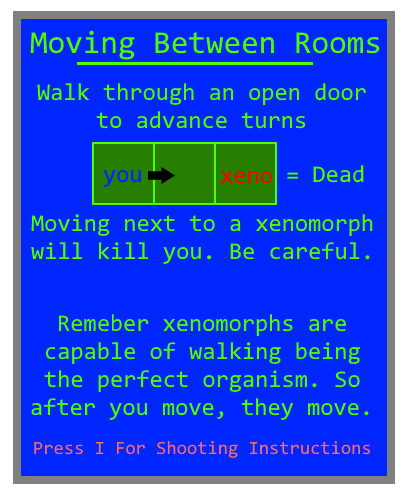 Moving Between Rooms
Walk through an open door
to advance turns
you xeno = Dead
Moving next to a xenomorph
will kill you. Be careful.
Remeber xenomorphs are
capable of walking being
the perfect organism. So
after you move, they move.
Press I For Shooting Instructions